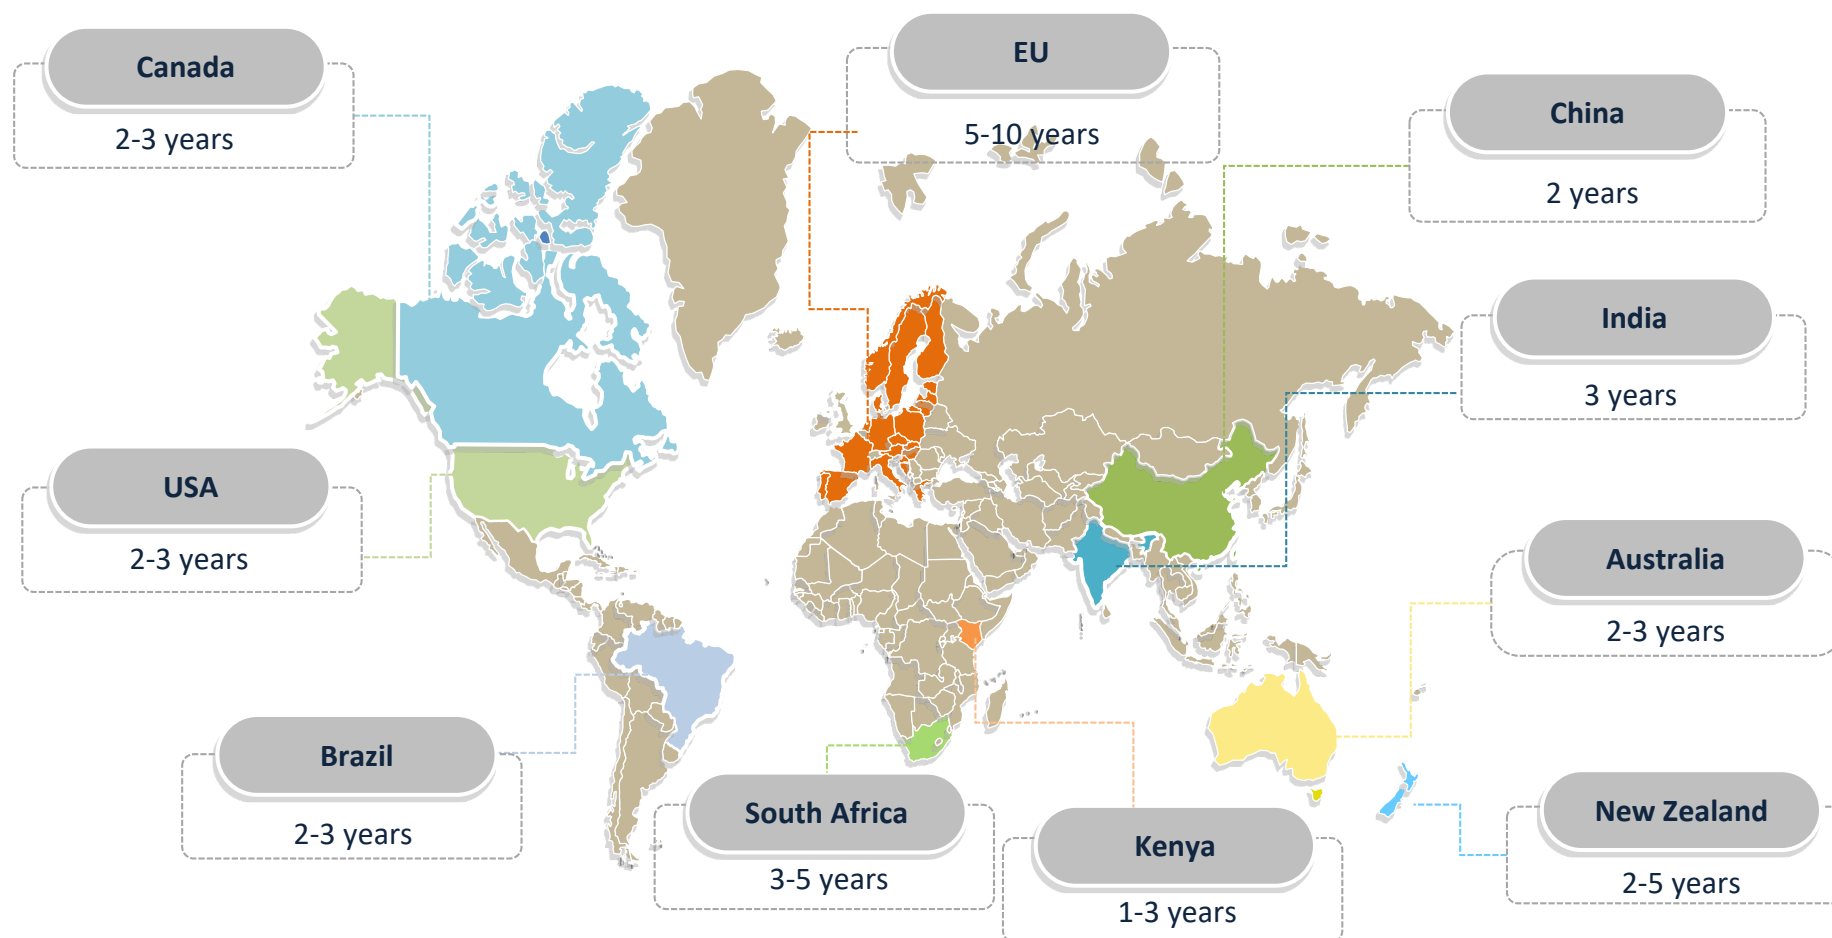 Canada
2-3 years
EU
5-10 years
China
2 years
India
3 years
USA
2-3 years
Australia
2-3 years
Brazil
2-3 years
South Africa
3-5 years
Kenya
1-3 years
New Zealand
2-5 years